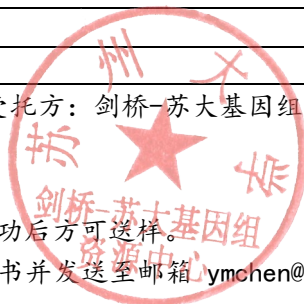 托方：剑桥-苏大基因组
苏州大学
剑桥-苏大基因组
资源中心
功后方可送样。
书并发送至邮箱 ymchen@